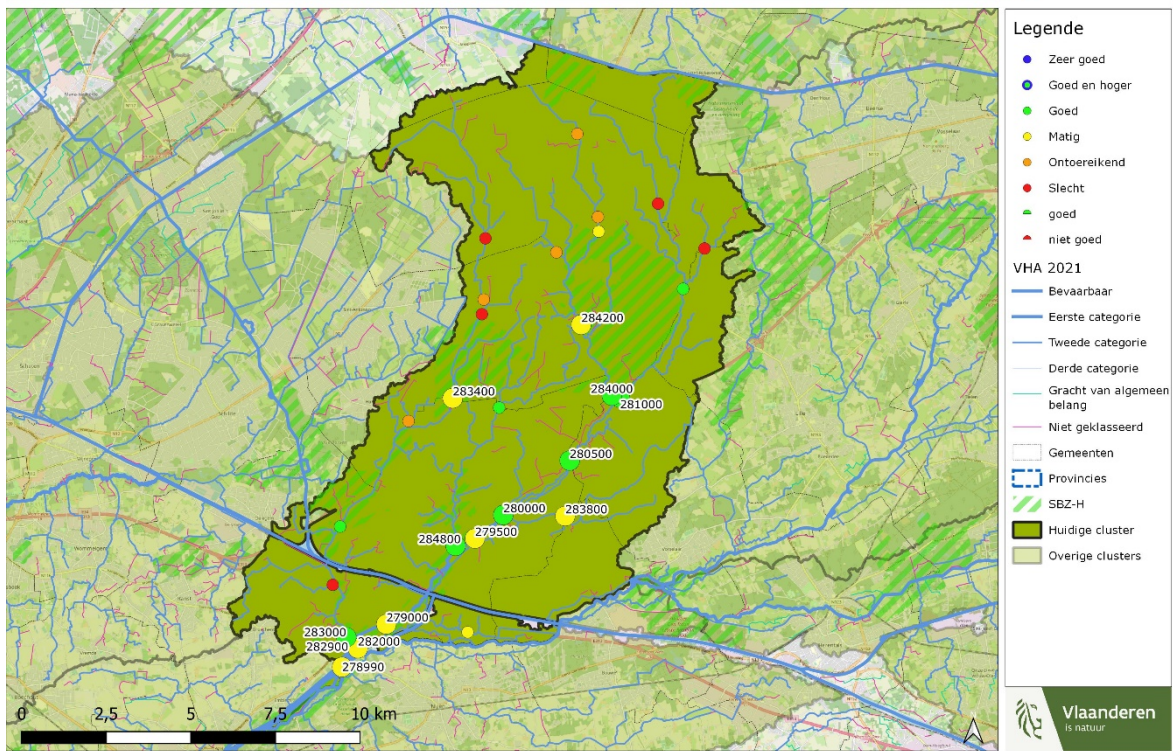 284200
283400
284000
281000
280500
280000
283800
279500
284800
279000
283000
282000
282900
278990
0 2,5 5 7,5 10 km
Legende
Zeer goed
Goed en hoger
Goed
Matig
Ontoereikend
Slecht
goed
niet goed
VHA 2021
Bevaarbaar
Eerste categorie
Tweede categorie
Derde categorie
Gracht van algemeen
belang
Niet geklasseerd
Gemeenten
Provincies
SBZ-H
Huidige cluster
Overige clusters
Vlaanderen
is natuur